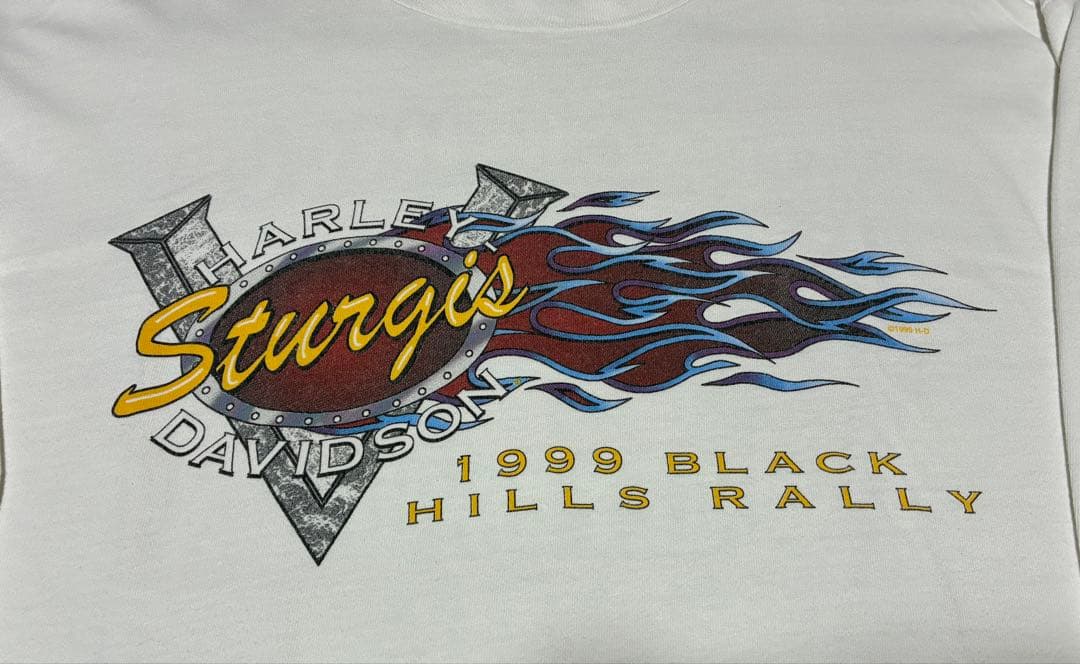 HARLEY
Sturgis
DAVIDSON
©1999 H-D
1999 BLACK
HILLS RALLY